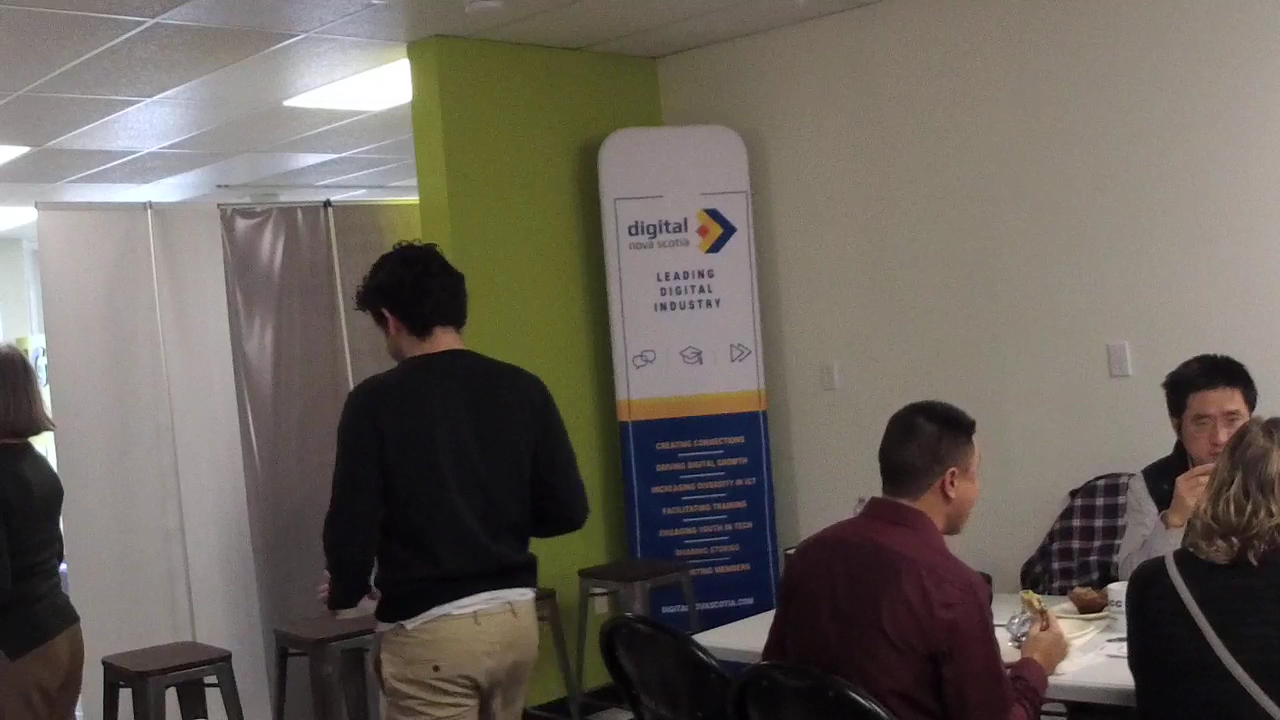 digital
nova scotia
LEADING
DIGITAL
INDUSTRY
CREATING CONNECTIONS
DRIVING DIGITAL GROWTH
INCREASING DIVERSITY IN ICT
FACILITATING TRAINING
ENGAGING YOUTH IN TECH
SHARING STORIES
MEMBERS